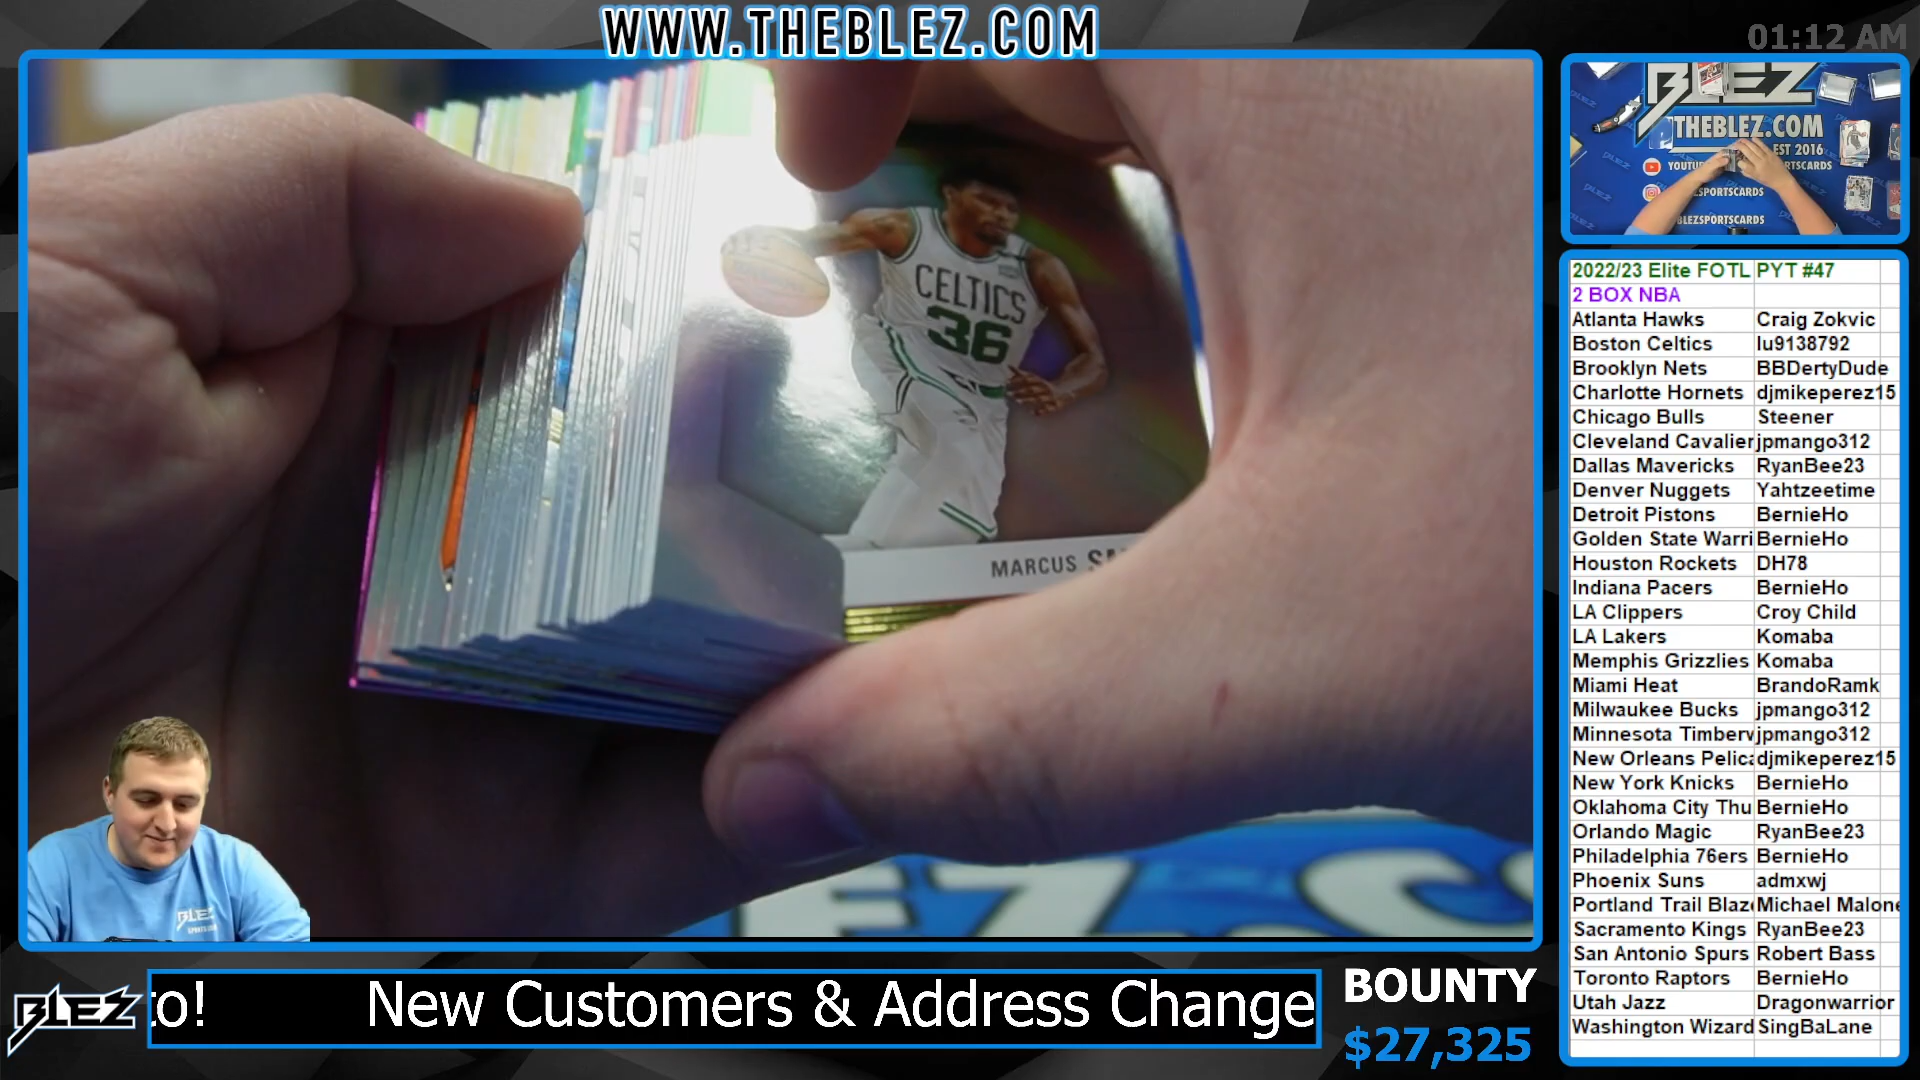 WWW.THEBLEZ.COM
01:12 AM
BLEZ
THEBLEZ.COM
EST 2016
BLEZSPORTSCARDS
CELTICS
36
MARCUS
2022/23 Elite FOTL PYT #47
2 BOX NBA
Atlanta Hawks Craig Zokvic
Boston Celtics lu9138792
Brooklyn Nets BBDertyDude
Charlotte Hornets djmikeperez15
Chicago Bulls Steener
Cleveland Cavalier jpmango312
Dallas Mavericks RyanBee23
Denver Nuggets Yahtzeetime
Detroit Pistons BernieHo
Golden State Warri BernieHo
Houston Rockets DH78
Indiana Pacers BernieHo
LA Clippers Croy Child
LA Lakers Komaba
Memphis Grizzlies Komaba
Miami Heat BrandoRamk
Milwaukee Bucks jpmango312
Minnesota Timberv jpmango312
New Orleans Pelica djmikeperez15
New York Knicks BernieHo
Oklahoma City Thu BernieHo
Orlando Magic RyanBee23
Philadelphia 76ers BernieHo
Phoenix Suns admxwj
Portland Trail Blaze Michael Malone
Sacramento Kings RyanBee23
San Antonio Spurs Robert Bass
Toronto Raptors BernieHo
Utah Jazz Dragonwarrior
Washington Wizard SingBaLane
BLEZ
BLEZ
to! New Customers & Address Change
BOUNTY
$27,325